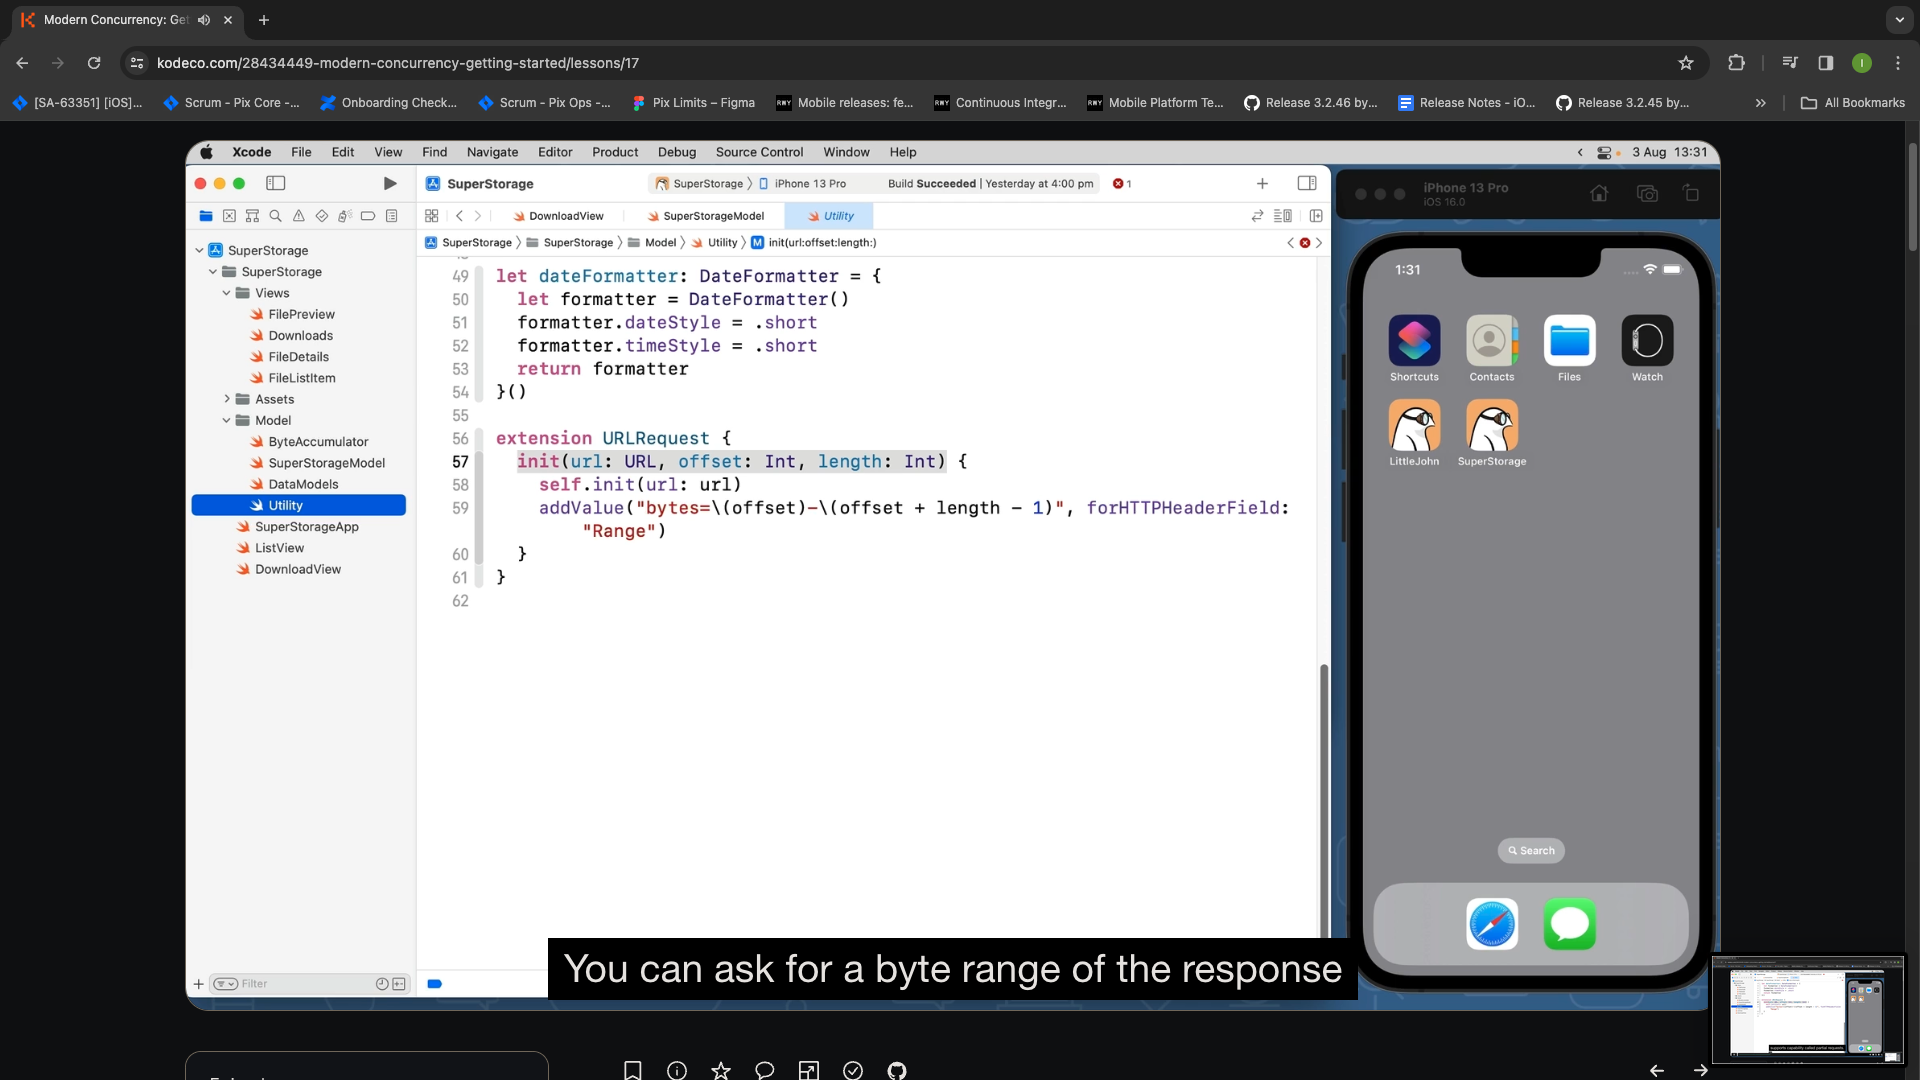 Modern Concurrency: Get
kodeco.com/28434449-modern-concurrency-getting-started/lessons/17
[SA-63351] [iOS]...
Scrum - Pix Core -...
Onboarding Check...
Scrum - Pix Ops -...
Pix Limits – Figma
RWY Mobile releases: fe...
RWY Continuous Integr...
RWY Mobile Platform Te...
Release 3.2.46 by...
Release Notes - iO...
Release 3.2.45 by...
All Bookmarks
Xcode File Edit View Find Navigate Editor Product Debug Source Control Window Help
3 Aug 13:31
SuperStorage
SuperStorage iPhone 13 Pro
Build Succeeded | Yesterday at 4:00 pm
1
iPhone 13 Pro
iOS 16.0
DownloadView
SuperStorageModel
Utility
SuperStorage SuperStorage Model Utility M init(url:offset:length:)
SuperStorage
SuperStorage
Views
FilePreview
Downloads
FileDetails
FileListItem
Assets
Model
ByteAccumulator
SuperStorageModel
DataModels
Utility
SuperStorageApp
ListView
DownloadView
Filter
49 let dateFormatter: DateFormatter = {
50 let formatter = DateFormatter()
51 formatter.dateStyle = .short
52 formatter.timeStyle = .short
53 return formatter
54 }()
55
56 extension URLRequest {
57 init(url: URL, offset: Int, length: Int) {
58 self.init(url: url)
59 addValue("bytes=\(offset)-\(offset + length - 1)", forHTTPHeaderField:
"Range")
60 }
61 }
62
1:31
Shortcuts
Contacts
Files
Watch
LittleJohn
SuperStorage
Search
You can ask for a byte range of the response